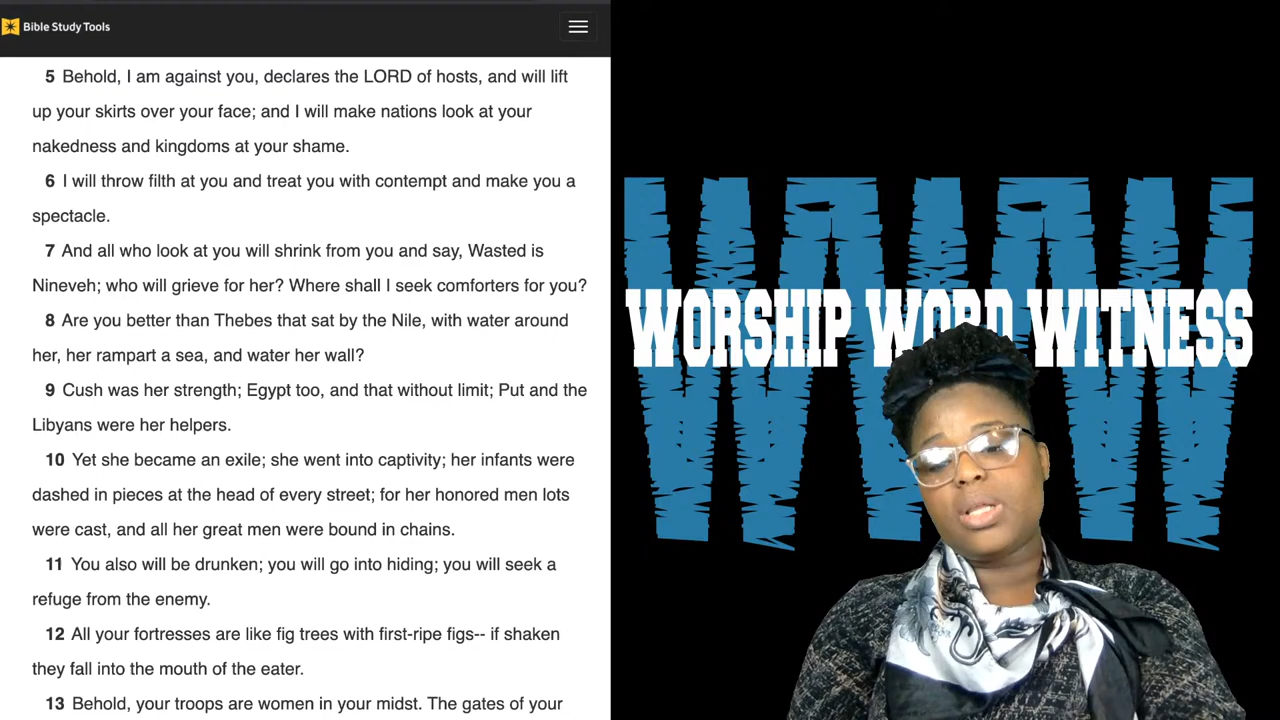 Bible Study Tools
5 Behold, I am against you, declares the LORD of hosts, and will lift
up your skirts over your face; and I will make nations look at your
nakedness and kingdoms at your shame.
6 I will throw filth at you and treat you with contempt and make you a
spectacle.
7 And all who look at you will shrink from you and say, Wasted is
Nineveh; who will grieve for her? Where shall I seek comforters for you?
8 Are you better than Thebes that sat by the Nile, with water around
her, her rampart a sea, and water her wall?
9 Cush was her strength; Egypt too, and that without limit; Put and the
Libyans were her helpers.
10 Yet she became an exile; she went into captivity; her infants were
dashed in pieces at the head of every street; for her honored men lots
were cast, and all her great men were bound in chains.
11 You also will be drunken; you will go into hiding; you will seek a
refuge from the enemy.
12 All your fortresses are like fig trees with first-ripe figs-- if shaken
they fall into the mouth of the eater.
13 Behold, your troops are women in your midst. The gates of your
WWW
WORSHIP WORD WITNESS